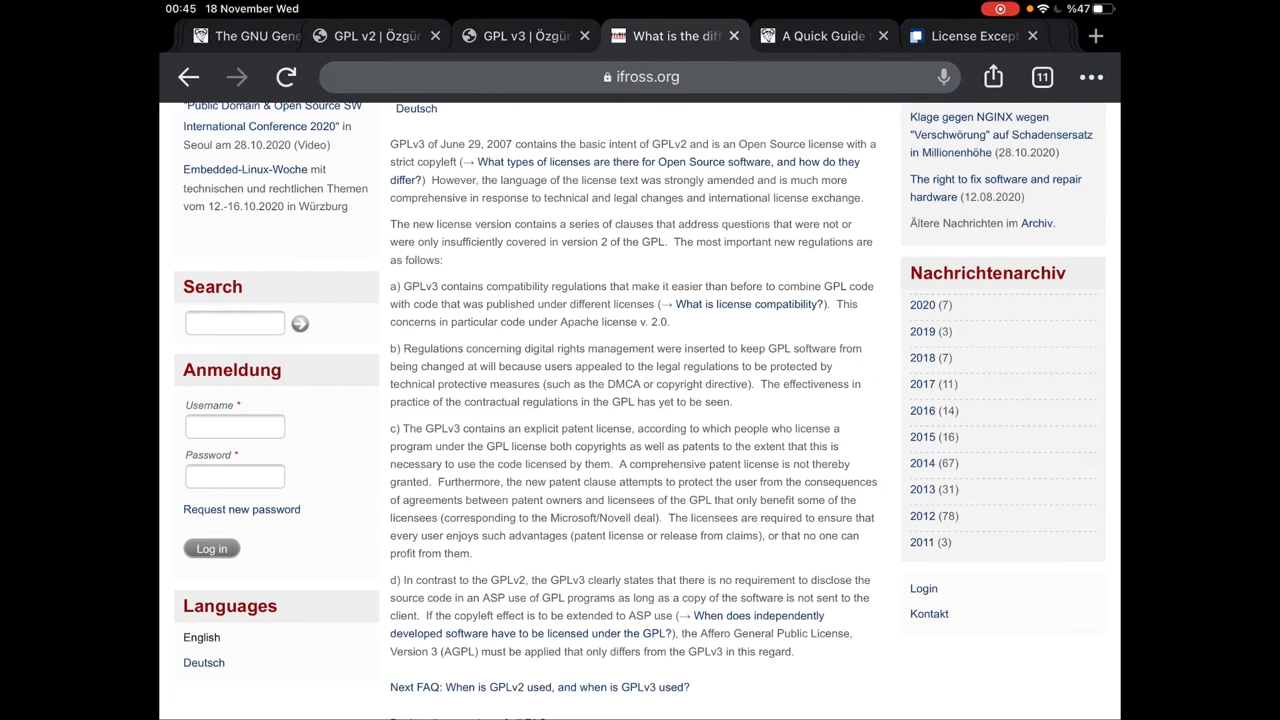 00:45 18 November Wed
%47
The GNU Gene
GPL v2 | Özgür
GPL v3 | Özgür
What is the diff
A Quick Guide
License Except
ifross.org
11
"Public Domain & Open Source SW
International Conference 2020" in
Seoul am 28.10.2020 (Video)
Embedded-Linux-Woche mit
technischen und rechtlichen Themen
vom 12.-16.10.2020 in Würzburg
Search
Anmeldung
Username *
Password *
Request new password
Log in
Languages
English
Deutsch
Deutsch
GPLv3 of June 29, 2007 contains the basic intent of GPLv2 and is an Open Source license with a
strict copyleft (→ What types of licenses are there for Open Source software, and how do they
differ?) However, the language of the license text was strongly amended and is much more
comprehensive in response to technical and legal changes and international license exchange.
The new license version contains a series of clauses that address questions that were not or
were only insufficiently covered in version 2 of the GPL. The most important new regulations are
as follows:
a) GPLv3 contains compatibility regulations that make it easier than before to combine GPL code
with code that was published under different licenses (→ What is license compatibility?). This
concerns in particular code under Apache license v. 2.0.
b) Regulations concerning digital rights management were inserted to keep GPL software from
being changed at will because users appealed to the legal regulations to be protected by
technical protective measures (such as the DMCA or copyright directive). The effectiveness in
practice of the contractual regulations in the GPL has yet to be seen.
c) The GPLv3 contains an explicit patent license, according to which people who license a
program under the GPL license both copyrights as well as patents to the extent that this is
necessary to use the code licensed by them. A comprehensive patent license is not thereby
granted. Furthermore, the new patent clause attempts to protect the user from the consequences
of agreements between patent owners and licensees of the GPL that only benefit some of the
licensees (corresponding to the Microsoft/Novell deal). The licensees are required to ensure that
every user enjoys such advantages (patent license or release from claims), or that no one can
profit from them.
d) In contrast to the GPLv2, the GPLv3 clearly states that there is no requirement to disclose the
source code in an ASP use of GPL programs as long as a copy of the software is not sent to the
client. If the copyleft effect is to be extended to ASP use (→ When does independently
developed software have to be licensed under the GPL?), the Affero General Public License,
Version 3 (AGPL) must be applied that only differs from the GPLv3 in this regard.
Next FAQ: When is GPLv2 used, and when is GPLv3 used?
Klage gegen NGINX wegen
"Verschwörung" auf Schadensersatz
in Millionenhöhe (28.10.2020)
The right to fix software and repair
hardware (12.08.2020)
Ältere Nachrichten im Archiv.
Nachrichtenarchiv
2020 (7)
2019 (3)
2018 (7)
2017 (11)
2016 (14)
2015 (16)
2014 (67)
2013 (31)
2012 (78)
2011 (3)
Login
Kontakt